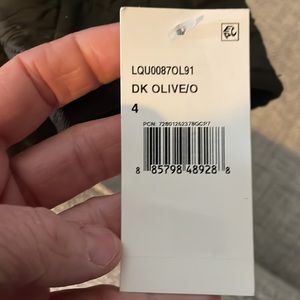 LQU0087OL91
DK OLIVE/O
4
PCN: 72801262378GCP7
8 85798 48928 8